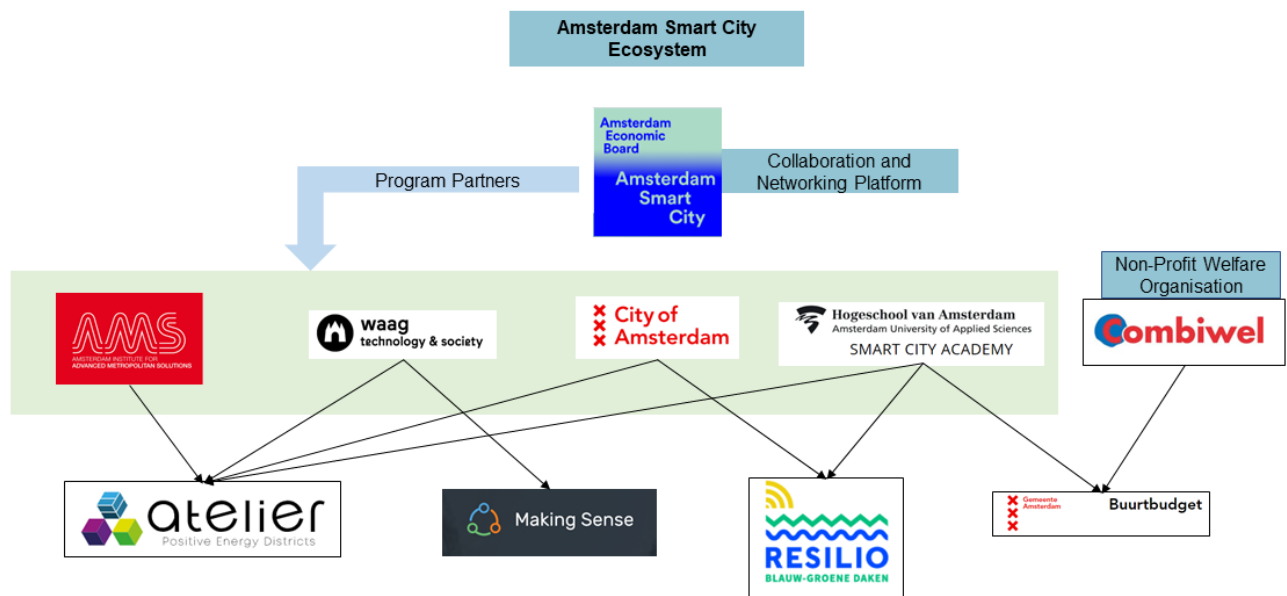 Amsterdam Smart City
Ecosystem
Amsterdam
Economic
Board
Amsterdam
Smart
City
Collaboration and
Networking Platform
Program Partners
Non-Profit Welfare
Organisation
AMS
AMSTERDAM INSTITUTE FOR
ADVANCED METROPOLITAN SOLUTIONS
waag
technology & society
City of
Amsterdam
Hogeschool van Amsterdam
Amsterdam University of Applied Sciences
SMART CITY ACADEMY
Combiwel
atelier
Positive Energy Districts
Making Sense
RESILIO
BLAUW-GROENE DAKEN
Gemeente
Amsterdam
Buurtbudget